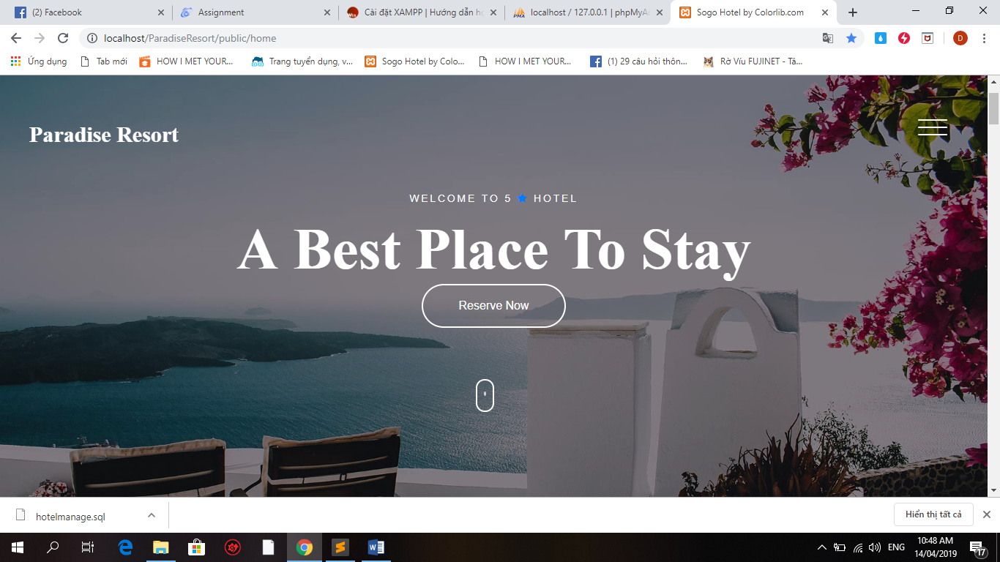 (2) Facebook
Assignment
Cài đặt XAMPP | Hướng dẫn họ
localhost / 127.0.0.1 | phpMyA
Sogo Hotel by Colorlib.com
localhost/ParadiseResort/public/home
D
Ứng dụng
Tab mới
HOW I MET YOUR...
Trang tuyển dụng, v...
Sogo Hotel by Colo...
HOW I MET YOUR...
(1) 29 câu hỏi thôn...
Rờ Víu FUJINET - Tâ...
Paradise Resort
WELCOME TO 5 HOTEL
A Best Place To Stay
Reserve Now
hotelmanage.sql
Hiển thị tất cả
ENG
10:48 AM
14/04/2019
17